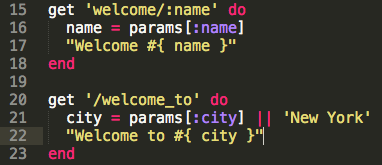 15 get 'welcome/:name' do
16   name = params[:name]
17   "Welcome #{ name }"
18 end
19
20 get '/welcome_to' do
21   city = params[:city] || 'New York'
22   "Welcome to #{ city }"
23 end